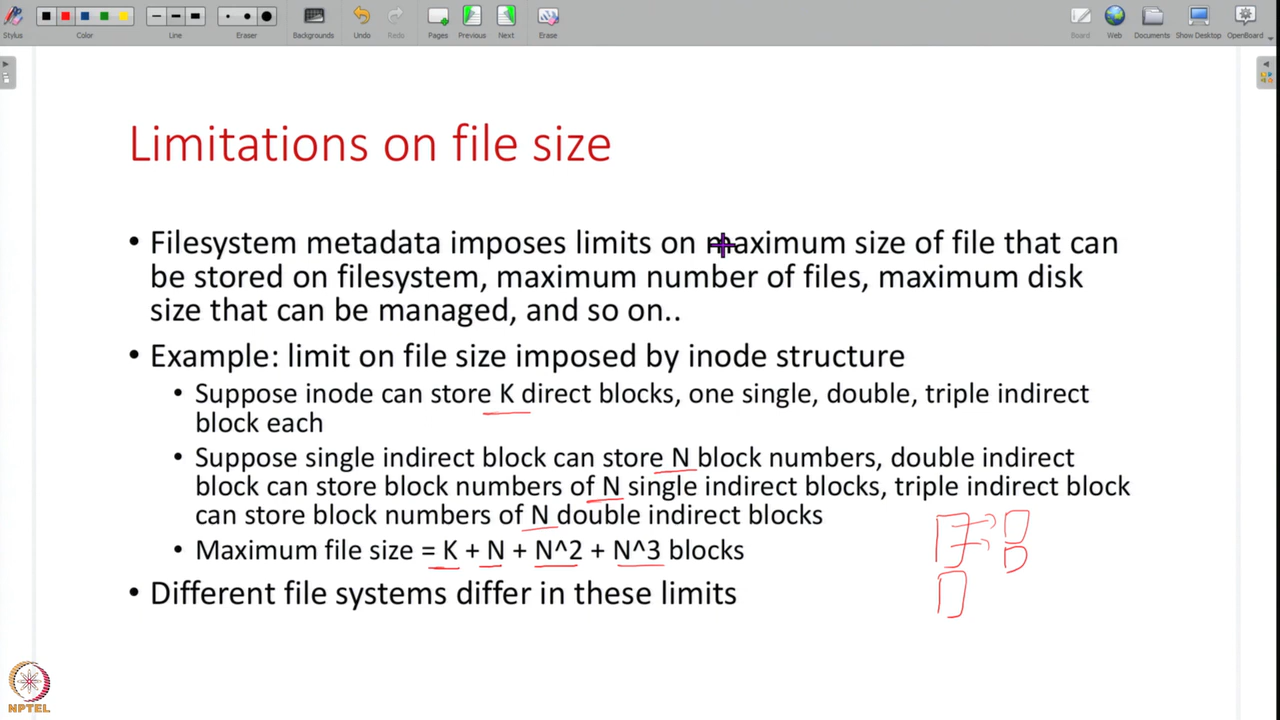 Stylus
Color
Line
Eraser
Backgrounds
Undo
Redo
Pages
Previous
Next
Erase
Board
Web
Documents
Show Desktop
OpenBoard
Limitations on file size
• Filesystem metadata imposes limits on maximum size of file that can
be stored on filesystem, maximum number of files, maximum disk
size that can be managed, and so on..
• Example: limit on file size imposed by inode structure
• Suppose inode can store K direct blocks, one single, double, triple indirect
block each
• Suppose single indirect block can store N block numbers, double indirect
block can store block numbers of N single indirect blocks, triple indirect block
can store block numbers of N double indirect blocks
• Maximum file size = K + N + N^2 + N^3 blocks
• Different file systems differ in these limits
NPTEL